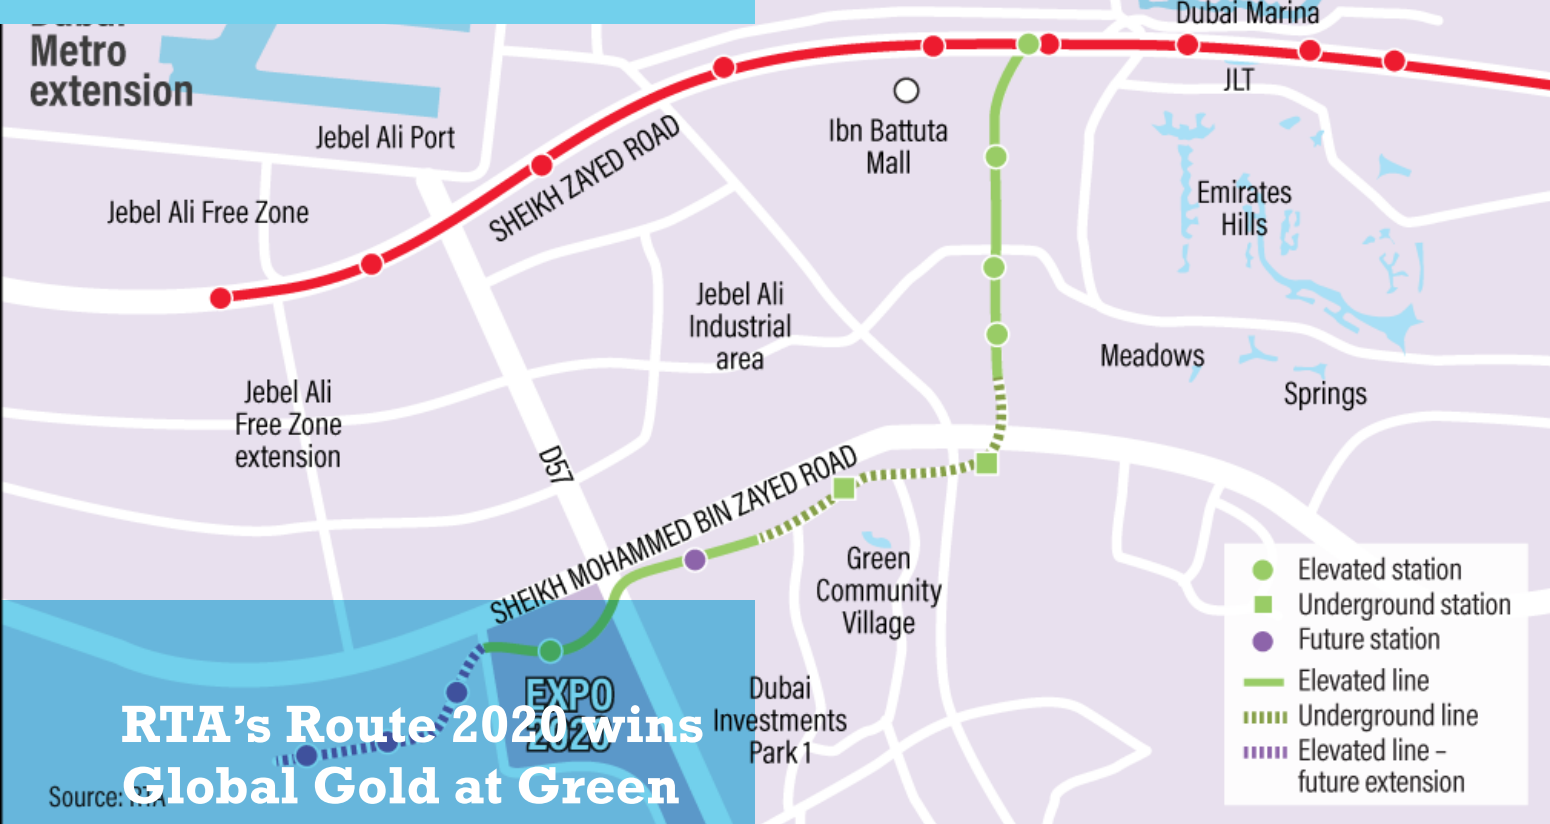 Dubai
Metro
extension
Dubai Marina
JLT
Jebel Ali Port
SHEIKH ZAYED ROAD
Ibn Battuta
Mall
Jebel Ali Free Zone
Emirates
Hills
Jebel Ali
Industrial
area
Meadows
Springs
Jebel Ali
Free Zone
extension
D57
SHEIKH MOHAMMED BIN ZAYED ROAD
Green
Community
Village
Dubai
Investments
Park 1
EXPO
2020
RTA’s Route 2020 wins
Global Gold at Green
Source: RTA
Elevated station
Underground station
Future station
Elevated line
Underground line
Elevated line –
future extension